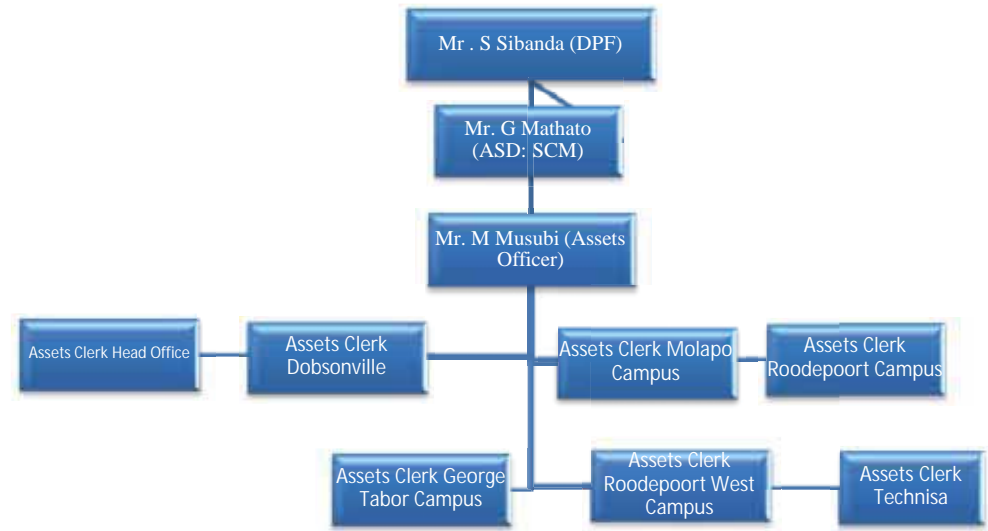 Mr . S Sibanda (DPF)
Mr. G Mathato
(ASD: SCM)
Mr. M Musubi (Assets
Officer)
Assets Clerk Head Office
Assets Clerk
Dobsonville
Assets Clerk Molapo
Campus
Assets Clerk
Roodepoort Campus
Assets Clerk George
Tabor Campus
Assets Clerk
Roodepoort West
Campus
Assets Clerk
Technisa